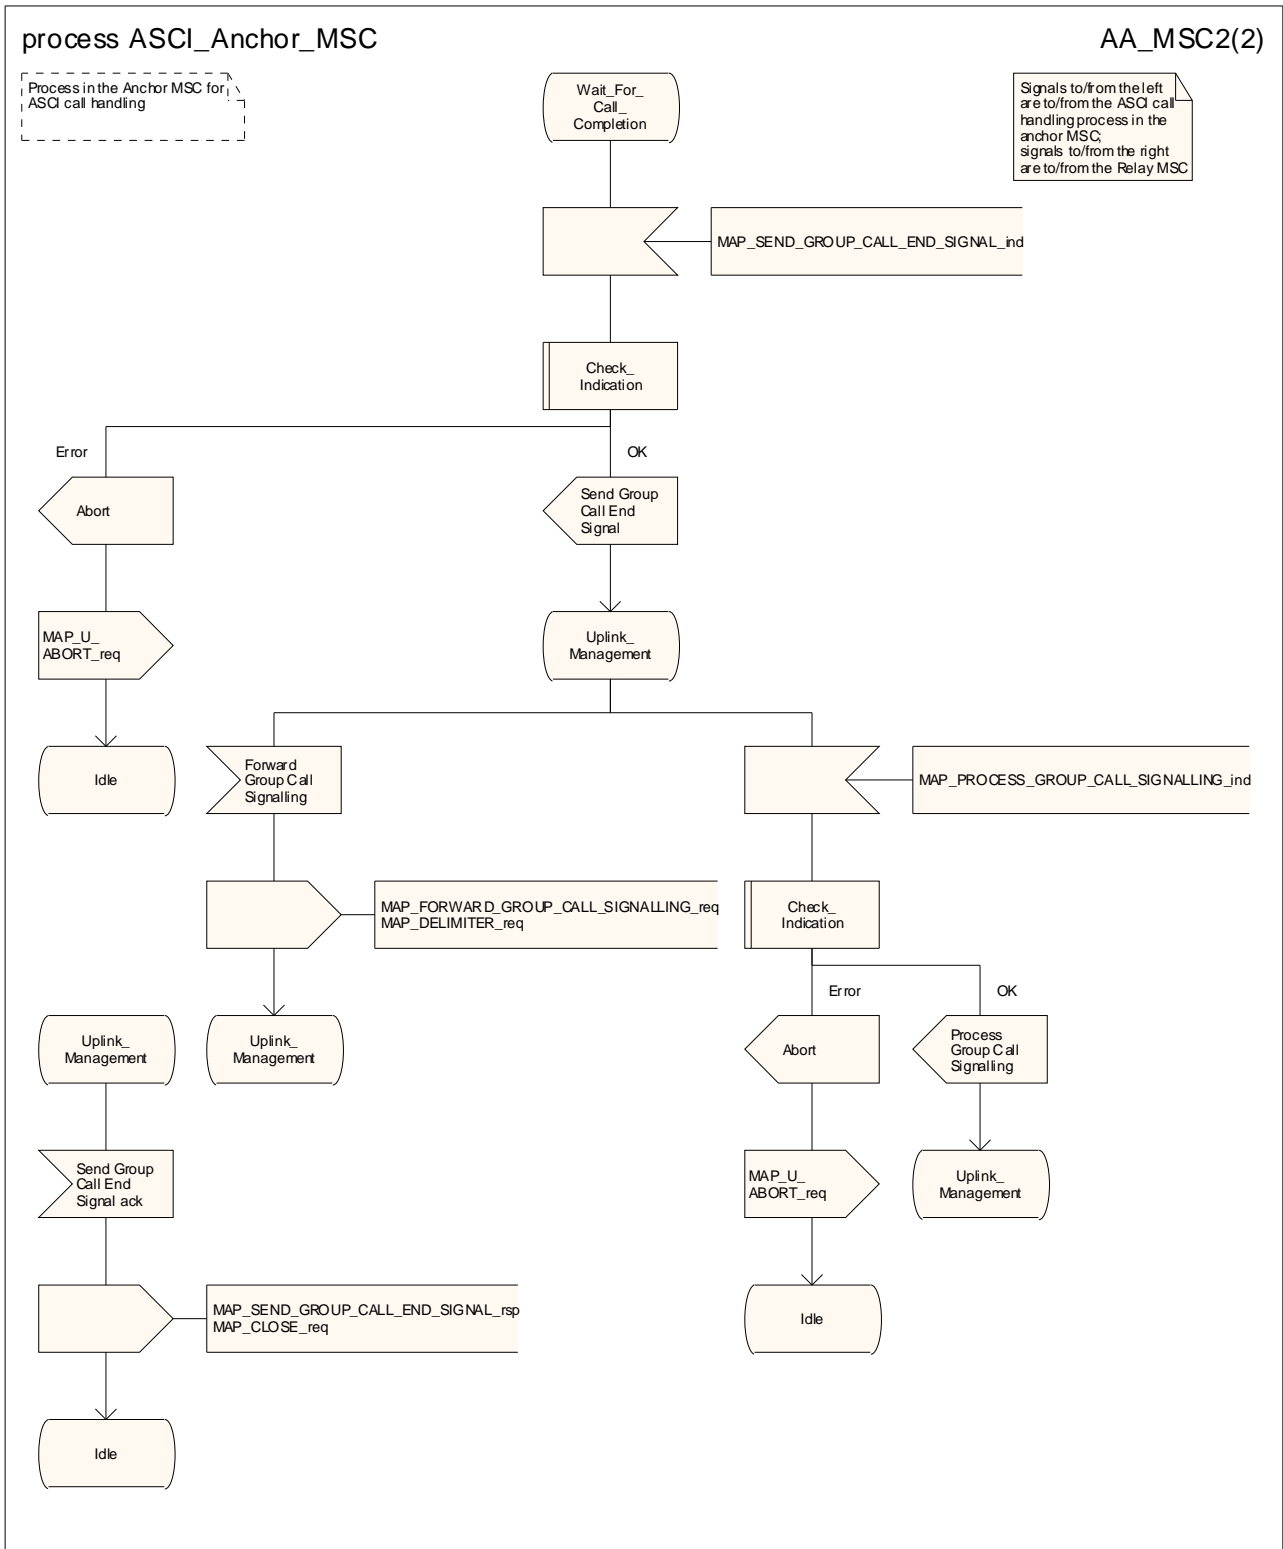 process ASCI_Anchor_MSC
AA_MSC2(2)
Process in the Anchor MSC for
ASCI call handling
Wait_For_
Call_
Completion
Signals to/from the left
are to/from the ASCI call
handling process in the
anchor MSC;
signals to/from the right
are to/from the Relay MSC
MAP_SEND_GROUP_CALL_END_SIGNAL_ind
Check_
Indication
Error
OK
Abort
Send Group
Call End
Signal
MAP_U_
ABORT_req
Uplink_
Management
Idle
Forward
Group Call
Signalling
MAP_PROCESS_GROUP_CALL_SIGNALLING_ind
MAP_FORWARD_GROUP_CALL_SIGNALLING_req
MAP_DELIMITER_req
Check_
Indication
Error
OK
Uplink_
Management
Uplink_
Management
Abort
Process
Group Call
Signalling
Send Group
Call End
Signal ack
MAP_U_
ABORT_req
Uplink_
Management
MAP_SEND_GROUP_CALL_END_SIGNAL_rsp
MAP_CLOSE_req
Idle
Idle